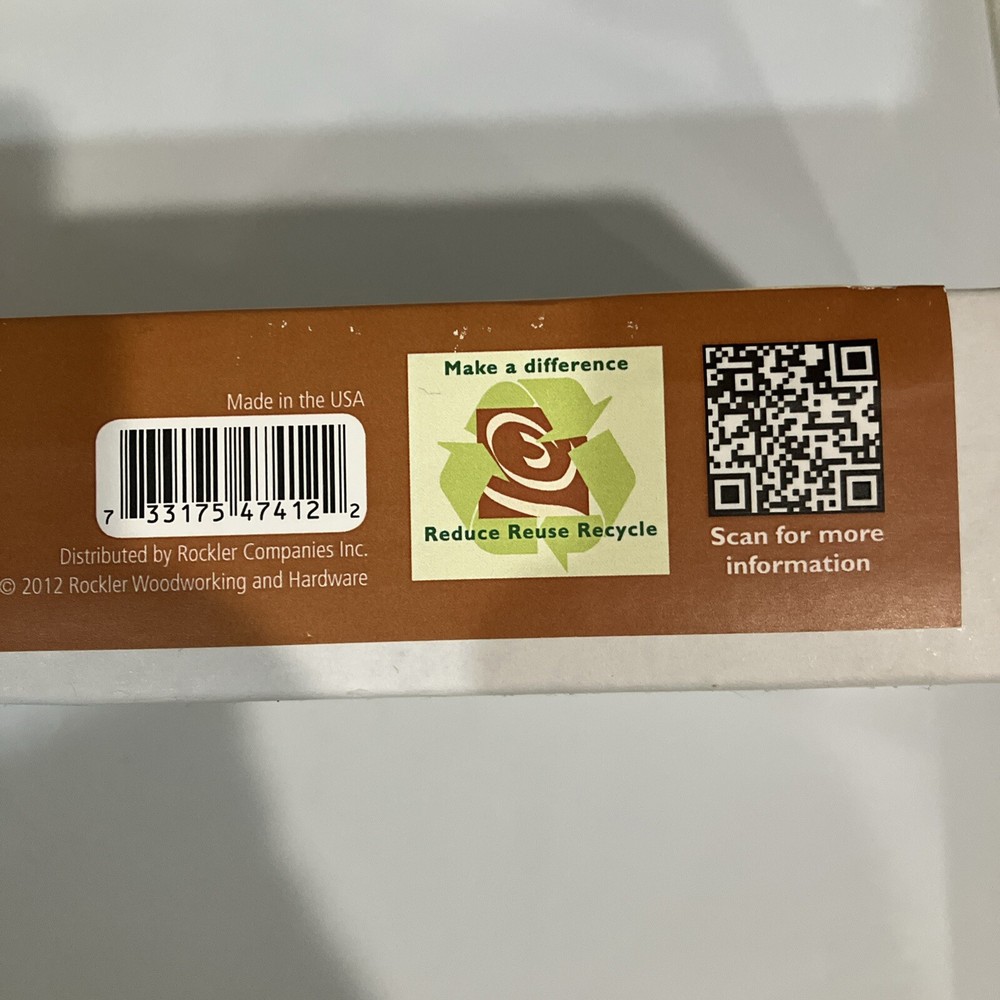 Made in the USA
7 33175 47412 2
Distributed by Rockler Companies Inc.
© 2012 Rockler Woodworking and Hardware
Make a difference
Reduce Reuse Recycle
Scan for more
information